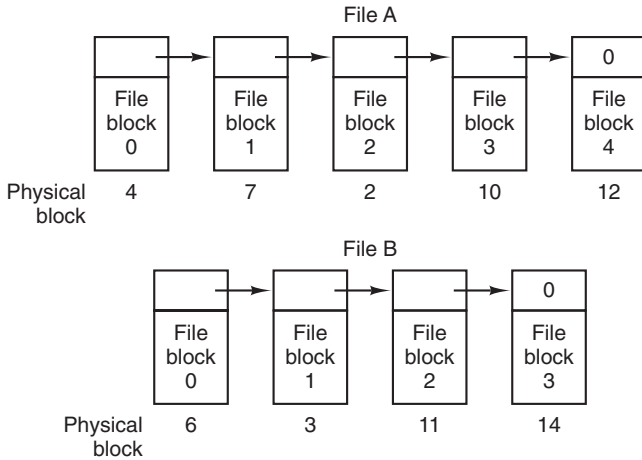 File A
0
File block 0
File block 1
File block 2
File block 3
File block 4
Physical block
4 7 2 10 12
File B
0
File block 0
File block 1
File block 2
File block 3
Physical block
6 3 11 14